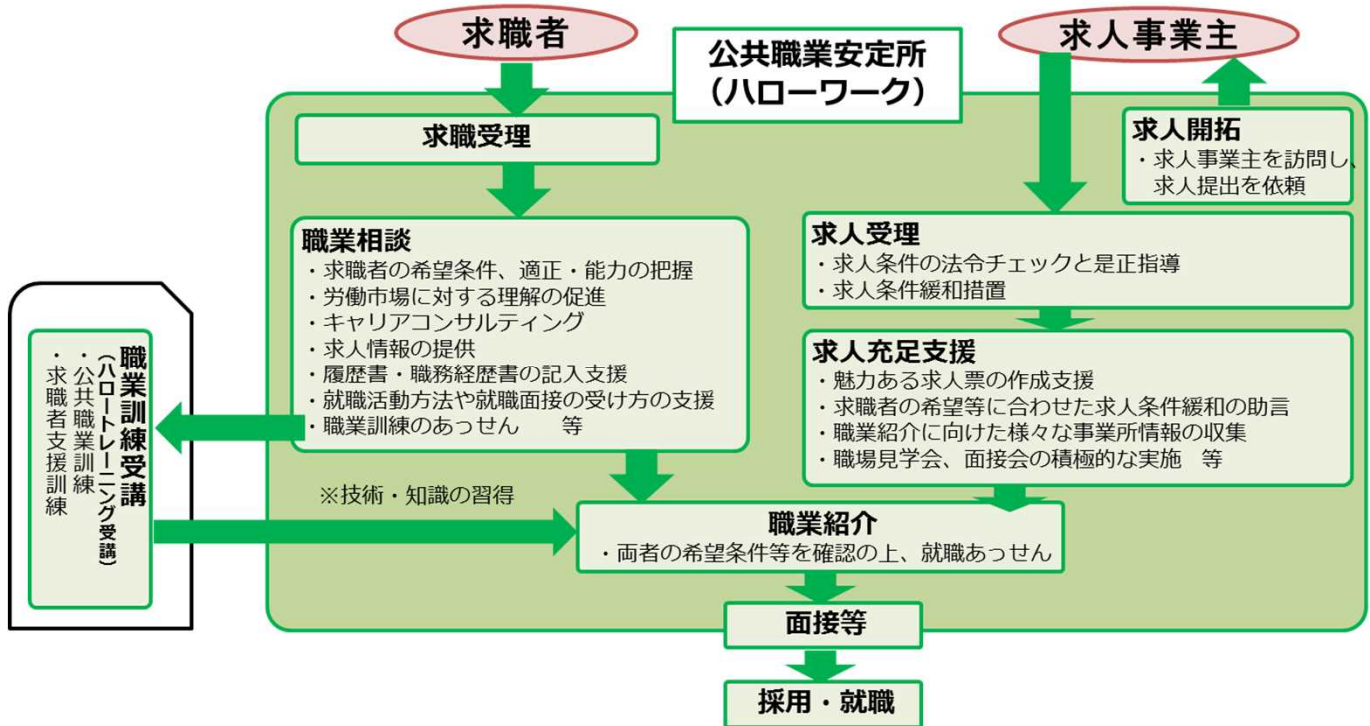 求職者
公共職業安定所
（ハローワーク）
求人事業主
求職受理
求人開拓
・求人事業主を訪問し、
求人提出を依頼
職業相談
・求職者の希望条件、適正・能力の把握
・労働市場に対する理解の促進
・キャリアコンサルティング
・求人情報の提供
・履歴書・職務経歴書の記入支援
・就職活動方法や就職面接の受け方の支援
・職業訓練のあっせん　　等
求人受理
・求人条件の法令チェックと是正指導
・求人条件緩和措置
求人充足支援
・魅力ある求人票の作成支援
・求職者の希望等に合わせた求人条件緩和の助言
・職業紹介に向けた様々な事業所情報の収集
・職場見学会、面接会の積極的な実施　等
職業訓練受講
（ハロートレーニング受講）
・公共職業訓練
・求職者支援訓練
※技術・知識の習得
職業紹介
・両者の希望条件等を確認の上、就職あっせん
面接等
採用・就職